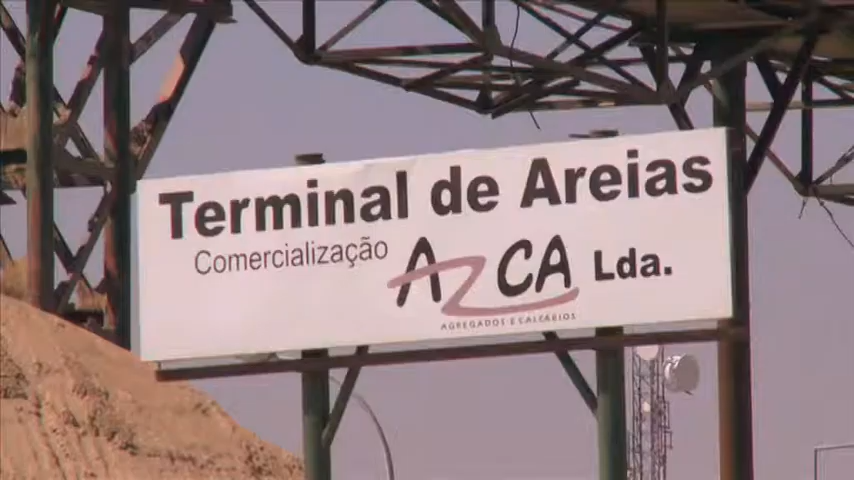 Terminal de Areias
Comercialização AZCA Lda.
AGREGADOS E CALCÁRIOS